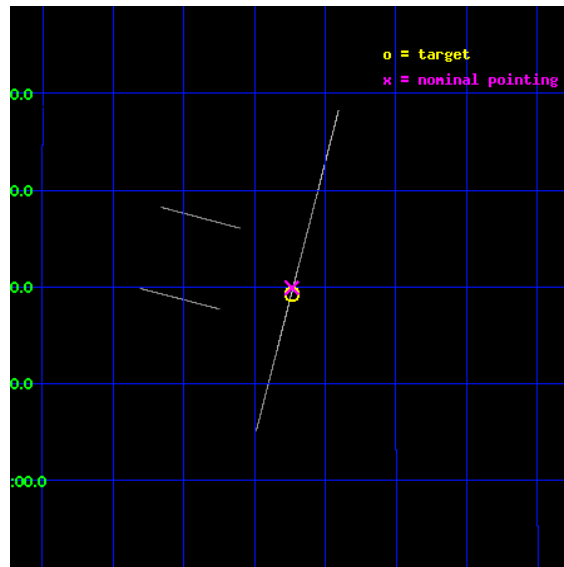 o = target
x = nominal pointing
0.0
0.0
0.0
0.0
:00.0